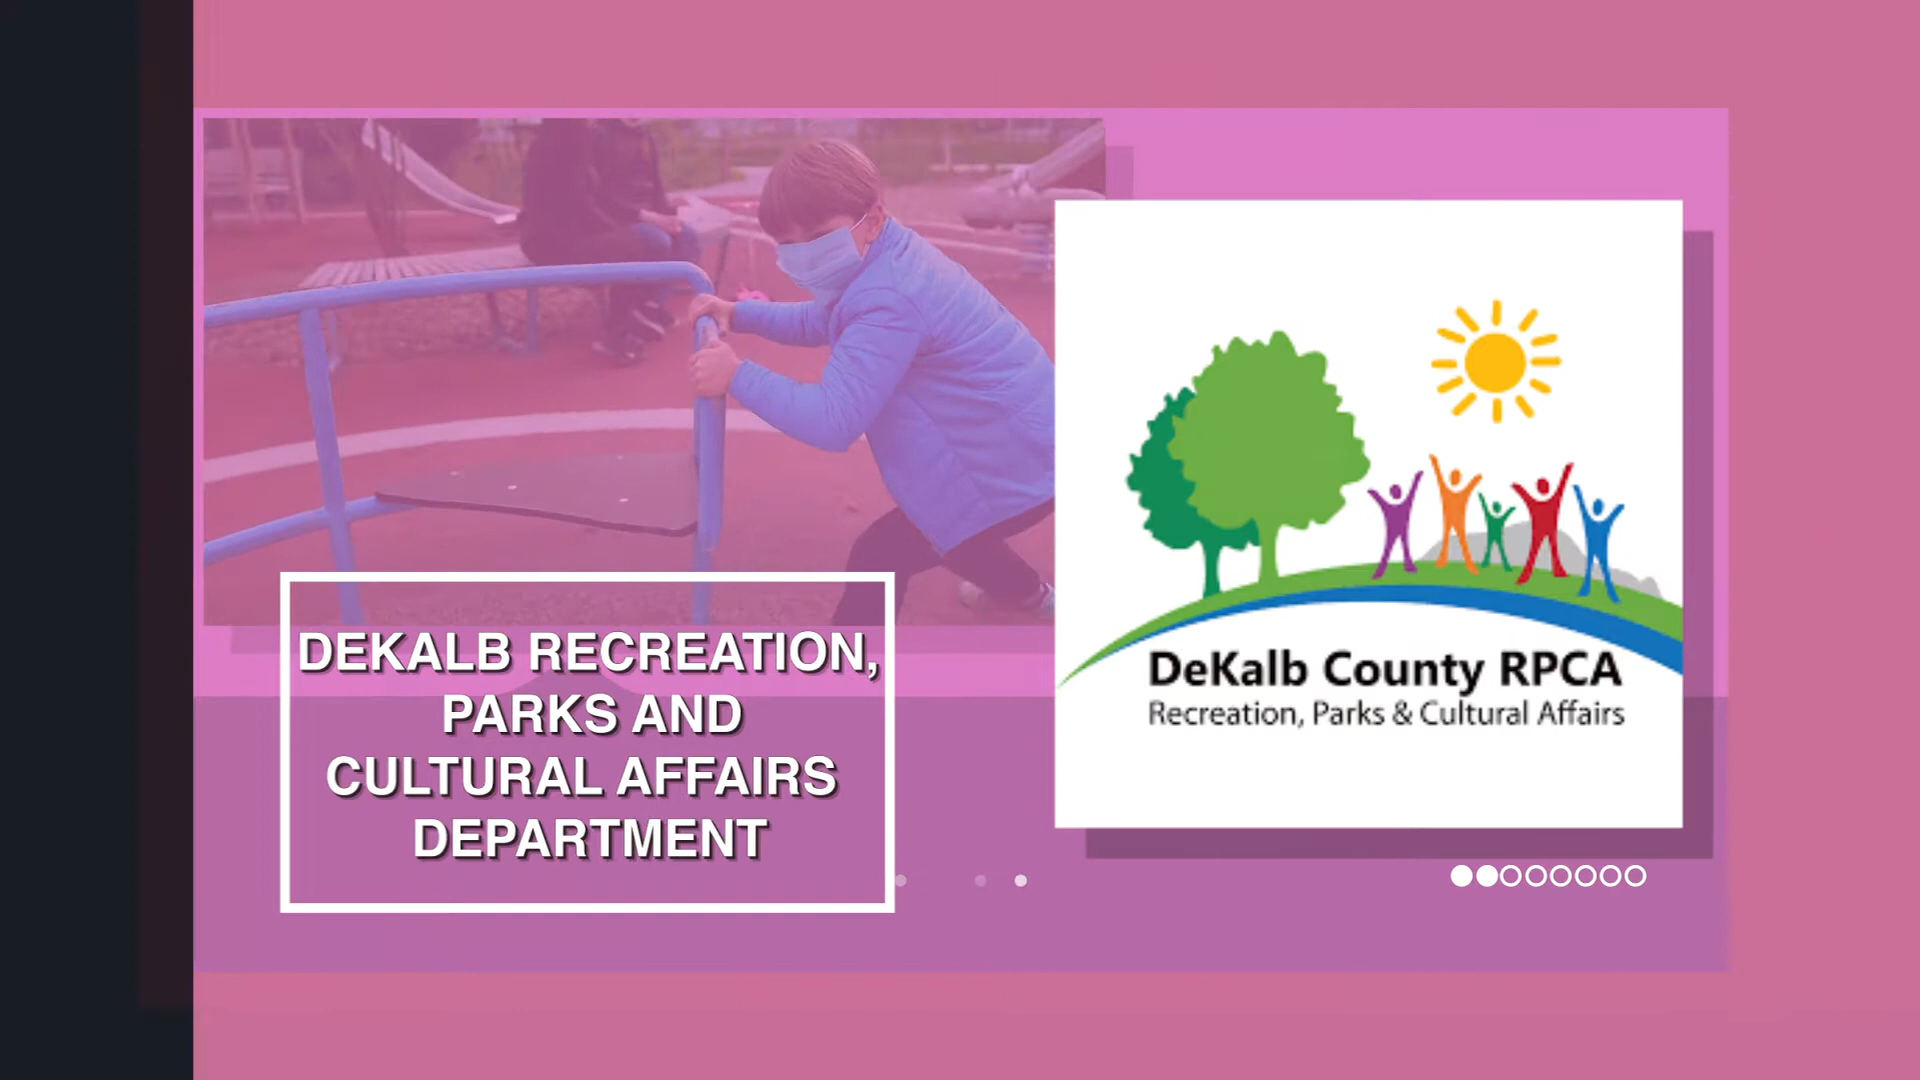 DEKALB RECREATION,
PARKS AND
CULTURAL AFFAIRS
DEPARTMENT
DeKalb County RPCA
Recreation, Parks & Cultural Affairs